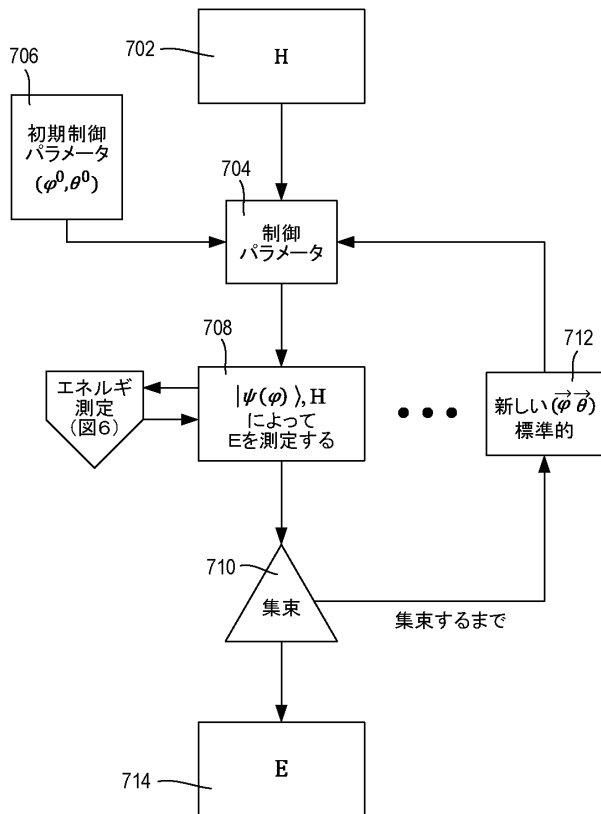 702
H
706
初期制御
パラメータ
(φ⁰,θ⁰)
704
制御
パラメータ
708
|ψ(φ)⟩,H
によって
Eを測定する
エネルギ
測定
(図6)
712
新しい(φ⃗ θ⃗)
標準的
710
集束
集束するまで
714
E